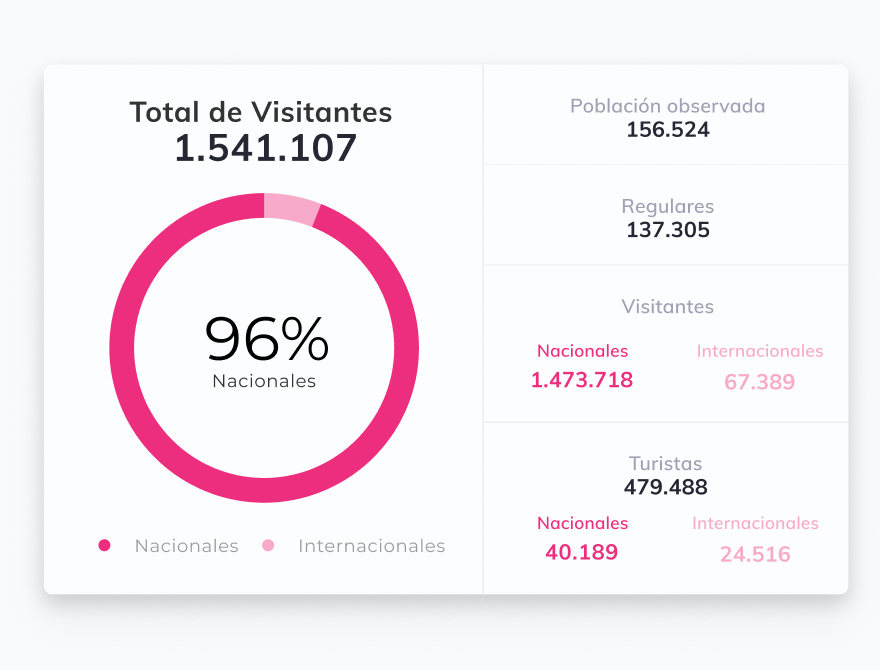 Total de Visitantes
1.541.107
96%
Nacionales
Nacionales Internacionales
Población observada
156.524
Regulares
137.305
Visitantes
Nacionales Internacionales
1.473.718 67.389
Turistas
479.488
Nacionales Internacionales
40.189 24.516